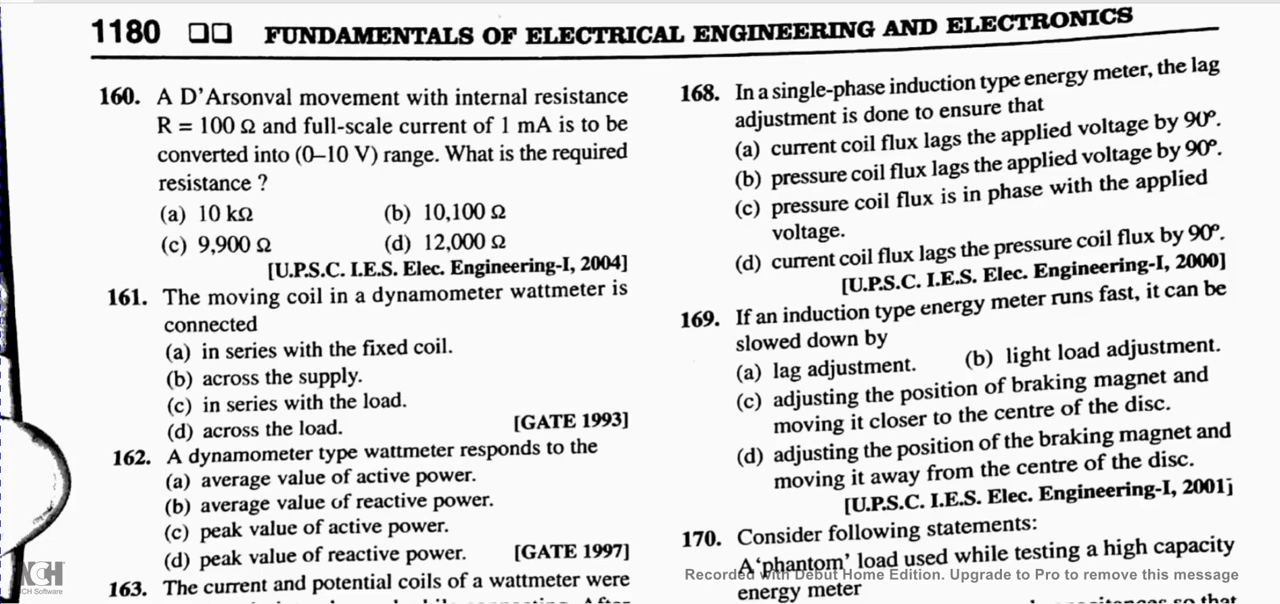 1180 □□ FUNDAMENTALS OF ELECTRICAL ENGINEERING AND ELECTRONICS
160. A D'Arsonval movement with internal resistance
R = 100 Ω and full-scale current of 1 mA is to be
converted into (0–10 V) range. What is the required
resistance ?
(a) 10 kΩ (b) 10,100 Ω
(c) 9,900 Ω (d) 12,000 Ω
[U.P.S.C. I.E.S. Elec. Engineering-I, 2004]
161. The moving coil in a dynamometer wattmeter is
connected
(a) in series with the fixed coil.
(b) across the supply.
(c) in series with the load.
(d) across the load. [GATE 1993]
162. A dynamometer type wattmeter responds to the
(a) average value of active power.
(b) average value of reactive power.
(c) peak value of active power.
(d) peak value of reactive power. [GATE 1997]
163. The current and potential coils of a wattmeter were
168. In a single-phase induction type energy meter, the lag
adjustment is done to ensure that
(a) current coil flux lags the applied voltage by 90º.
(b) pressure coil flux lags the applied voltage by 90º.
(c) pressure coil flux is in phase with the applied
voltage.
(d) current coil flux lags the pressure coil flux by 90º.
[U.P.S.C. I.E.S. Elec. Engineering-I, 2000]
169. If an induction type energy meter runs fast, it can be
slowed down by
(a) lag adjustment. (b) light load adjustment.
(c) adjusting the position of braking magnet and
moving it closer to the centre of the disc.
(d) adjusting the position of the braking magnet and
moving it away from the centre of the disc.
[U.P.S.C. I.E.S. Elec. Engineering-I, 2001]
170. Consider following statements:
A 'phantom' load used while testing a high capacity
energy meter
so that
Recorded With Debut Home Edition. Upgrade to Pro to remove this message
NCH
NCH Software